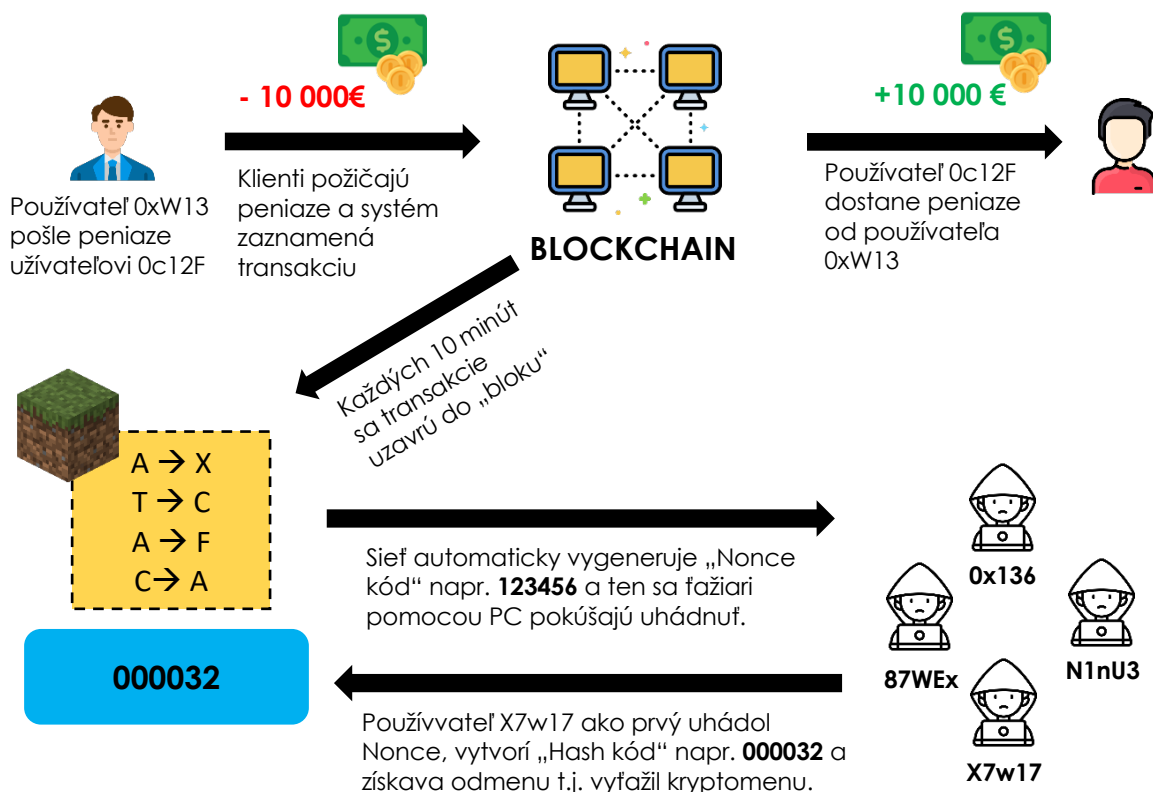 - 10 000€
+10 000 €
Používateľ 0xW13
pošle peniaze
užívateľovi 0c12F
Klienti požičajú
peniaze a systém
zaznamená
transakciu
BLOCKCHAIN
Používateľ 0c12F
dostane peniaze
od používateľa
0xW13
Každých 10 minút
sa transakcie
uzavrú do „bloku“
A → X
T → C
A → F
C→ A
000032
Sieť automaticky vygeneruje „Nonce
kód“ napr. 123456 a ten sa ťažiari
pomocou PC pokúšajú uhádnuť.
0x136
87WEx
N1nU3
X7w17
Používvateľ X7w17 ako prvý uhádol
Nonce, vytvorí „Hash kód“ napr. 000032 a
získava odmenu t.j. vyťažil kryptomenu.